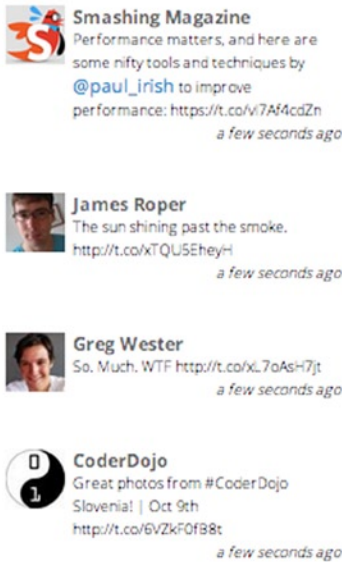 Smashing Magazine
Performance matters, and here are
some nifty tools and techniques by
@paul_irish to improve
performance: https://t.co/vi7Af4cdZn
a few seconds ago
James Roper
The sun shining past the smoke.
http://t.co/xTQU5EheyH
a few seconds ago
Greg Wester
So. Much. WTF http://t.co/xL7oAsH7jt
a few seconds ago
0
1
CoderDojo
Great photos from #CoderDojo
Slovenia! | Oct 9th
http://t.co/6VZkF0fB8t
a few seconds ago